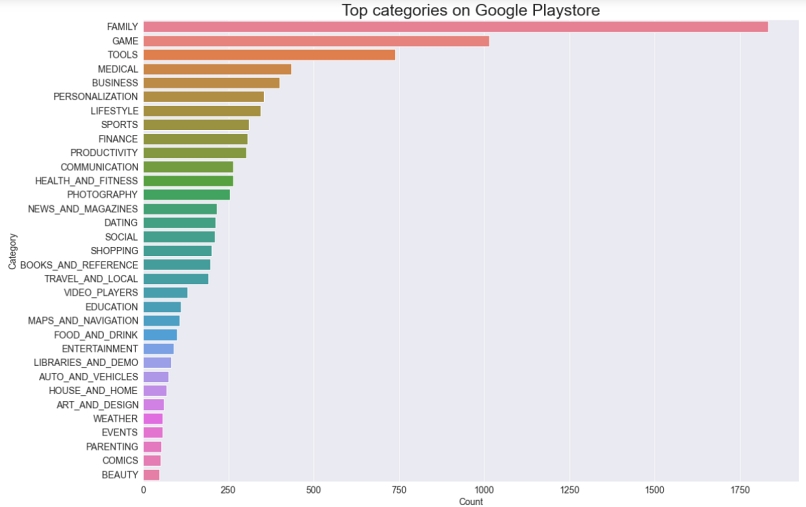 Top categories on Google Playstore
Category
FAMILY
GAME
TOOLS
MEDICAL
BUSINESS
PERSONALIZATION
LIFESTYLE
SPORTS
FINANCE
PRODUCTIVITY
COMMUNICATION
HEALTH_AND_FITNESS
PHOTOGRAPHY
NEWS_AND_MAGAZINES
DATING
SOCIAL
SHOPPING
BOOKS_AND_REFERENCE
TRAVEL_AND_LOCAL
VIDEO_PLAYERS
EDUCATION
MAPS_AND_NAVIGATION
FOOD_AND_DRINK
ENTERTAINMENT
LIBRARIES_AND_DEMO
AUTO_AND_VEHICLES
HOUSE_AND_HOME
ART_AND_DESIGN
WEATHER
EVENTS
PARENTING
COMICS
BEAUTY
0 250 500 750 1000 1250 1500 1750
Count